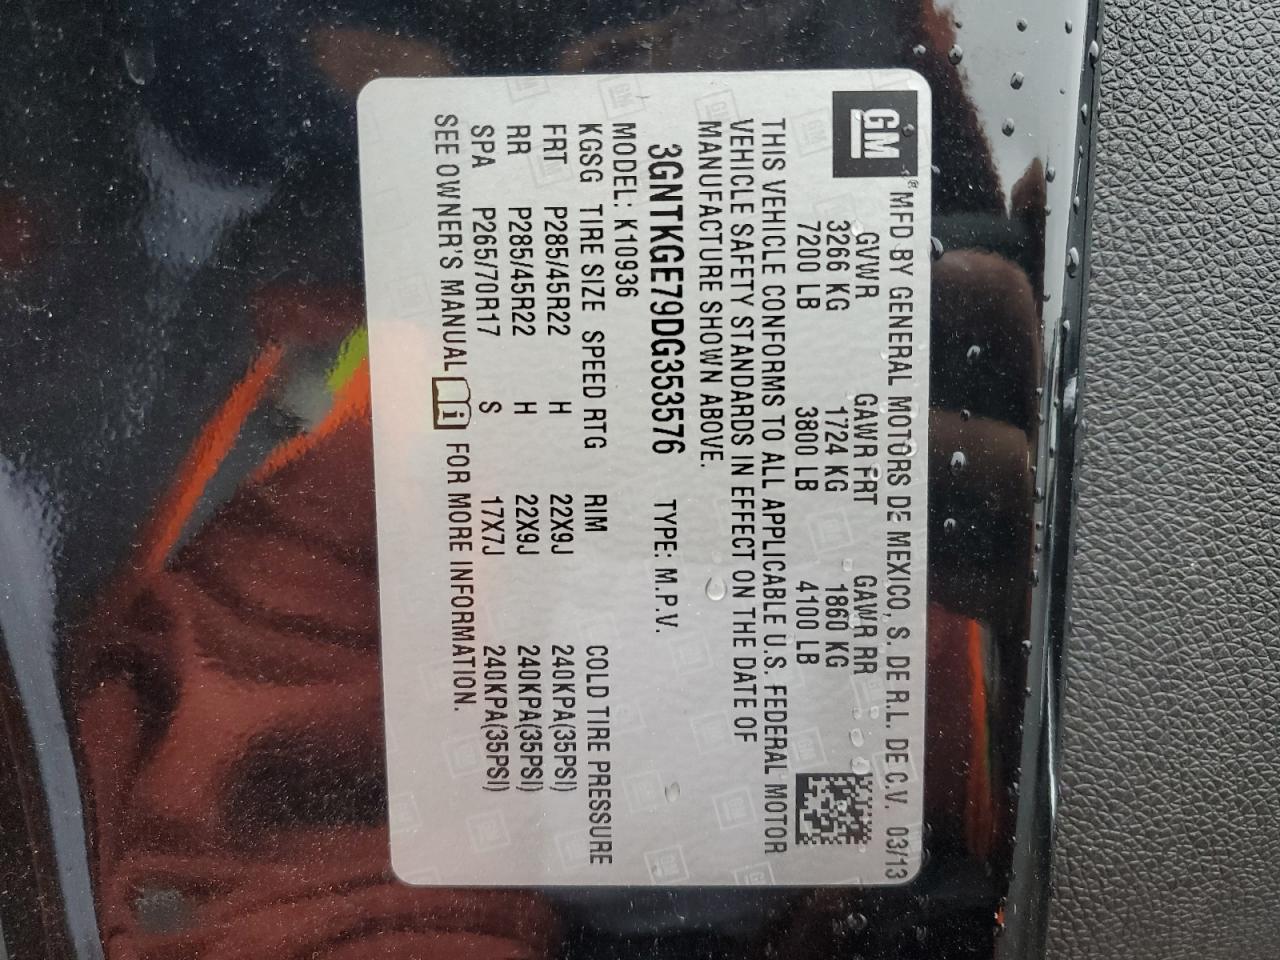 GM® MFD BY GENERAL MOTORS DE MEXICO, S. DE R.L. DE C.V. 03/13
GVWR GAWR FRT GAWR RR
3266 KG 1724 KG 1860 KG
7200 LB 3800 LB 4100 LB
THIS VEHICLE CONFORMS TO ALL APPLICABLE U.S. FEDERAL MOTOR
VEHICLE SAFETY STANDARDS IN EFFECT ON THE DATE OF
MANUFACTURE SHOWN ABOVE.
3GNTKGE79DG353576 TYPE: M.P.V.
MODEL: K10936
KGSG TIRE SIZE SPEED RTG RIM COLD TIRE PRESSURE
FRT P285/45R22 H 22X9J 240KPA(35PSI)
RR P285/45R22 H 22X9J 240KPA(35PSI)
SPA P265/70R17 S 17X7J 240KPA(35PSI)
SEE OWNER'S MANUAL i FOR MORE INFORMATION.